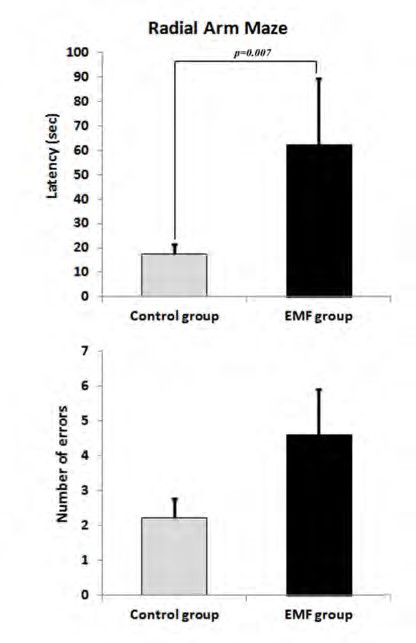 Radial Arm Maze
p=0.007
Latency (sec)
100
90
80
70
60
50
40
30
20
10
0
Control group
EMF group
Number of errors
7
6
5
4
3
2
1
0
Control group
EMF group